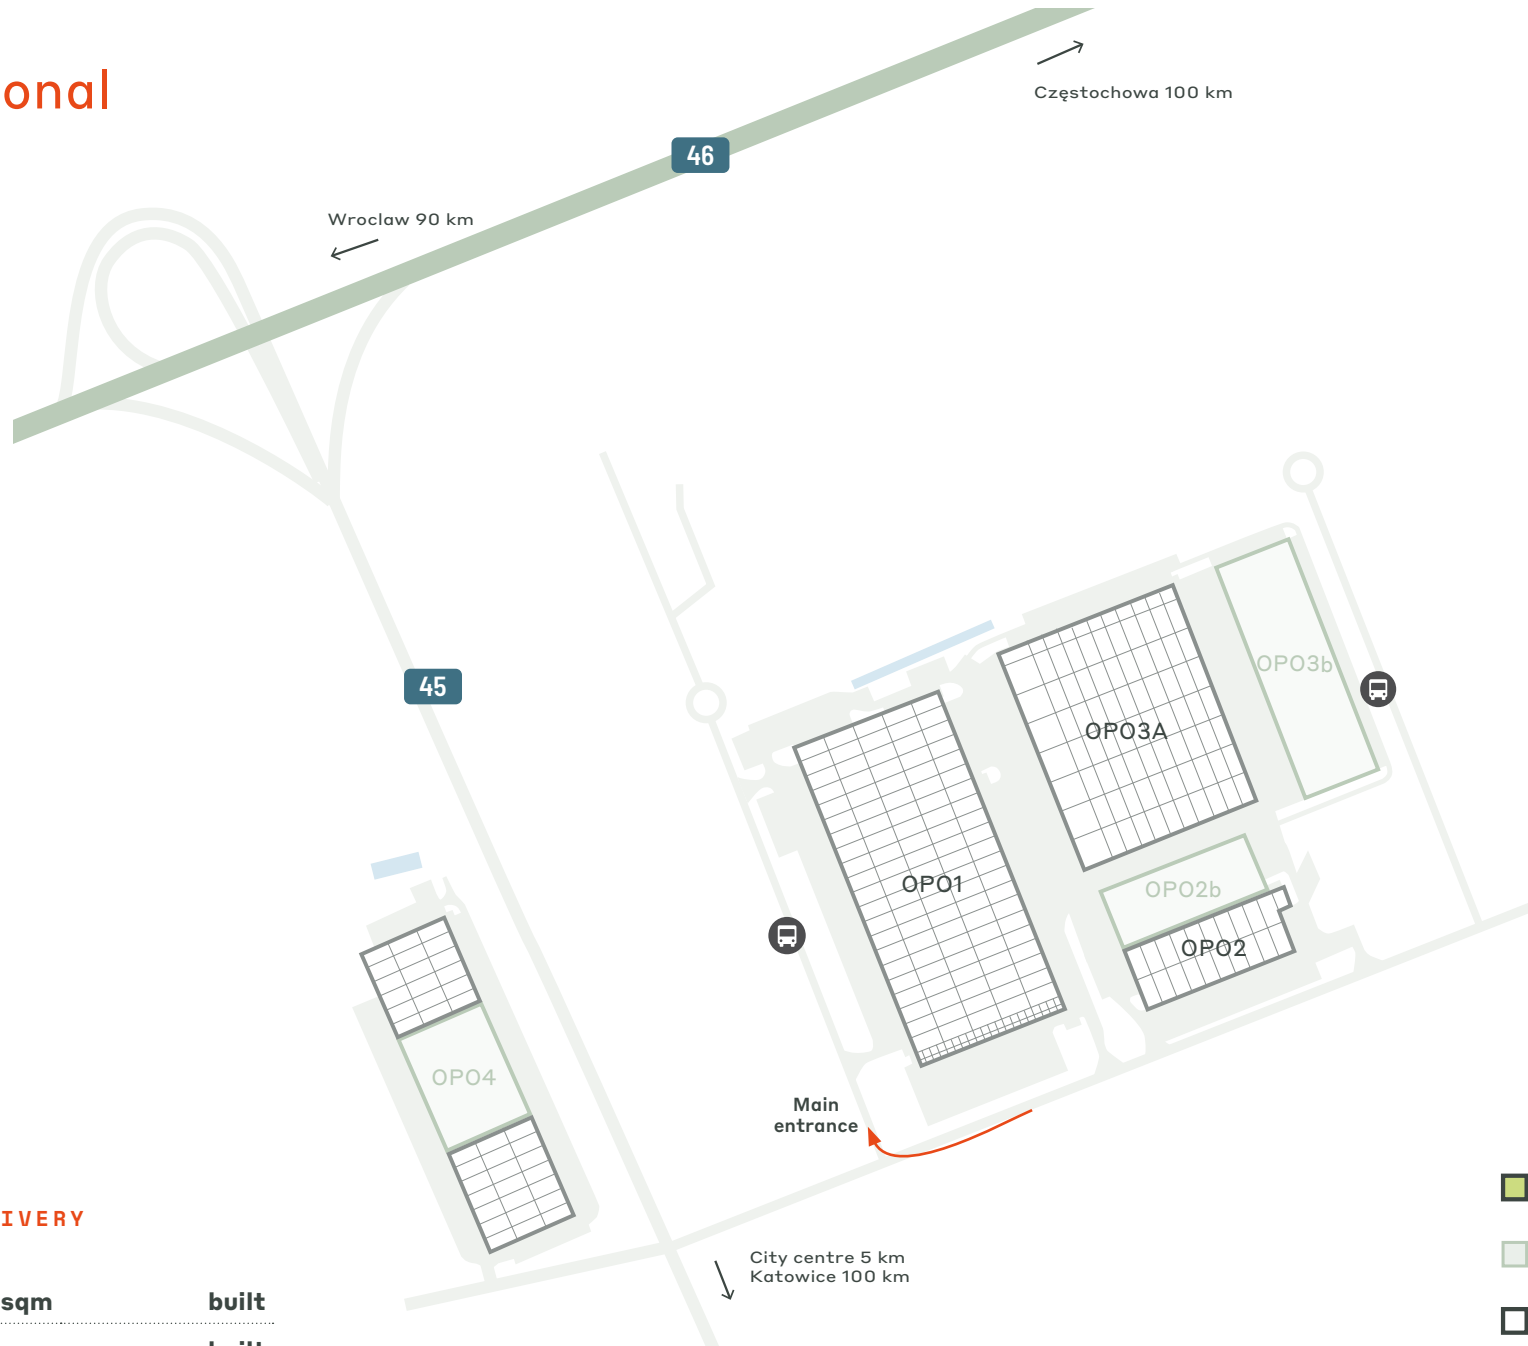 onal
Częstochowa 100 km
46
Wroclaw 90 km
45
OPO3b
OPO3A
OPO1
OPO2b
OPO2
OPO4
Main
entrance
IVERY
City centre 5 km
Katowice 100 km
sqm built
built